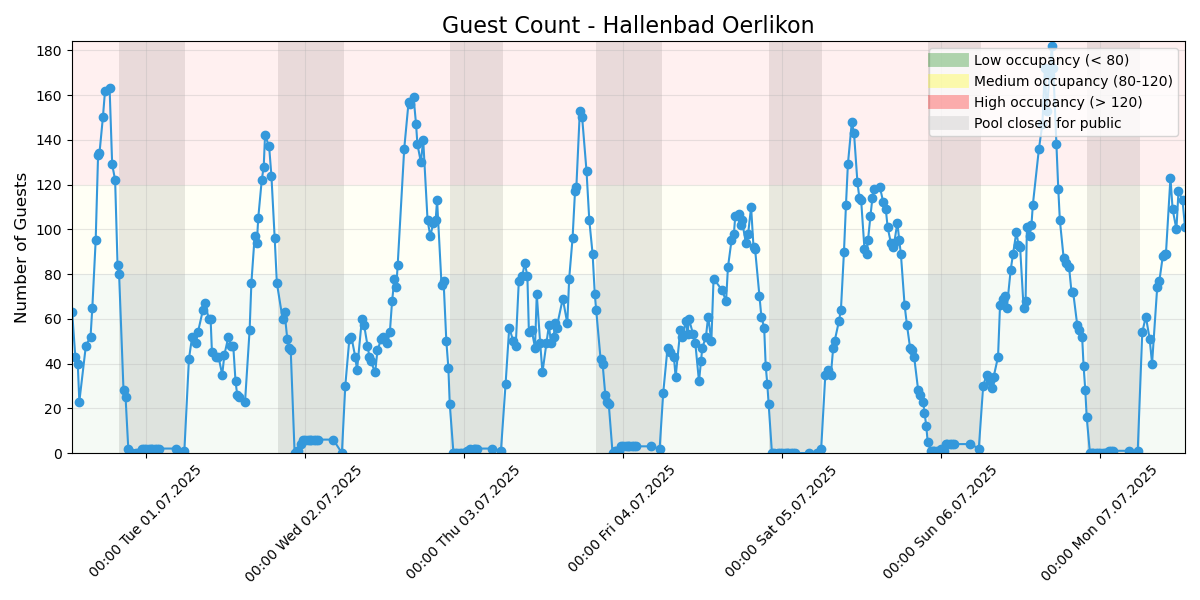 Guest Count - Hallenbad Oerlikon
Number of Guests
180
160
140
120
100
80
60
40
20
0
Low occupancy (< 80)
Medium occupancy (80-120)
High occupancy (> 120)
Pool closed for public
00:00 Tue 01.07.2025
00:00 Wed 02.07.2025
00:00 Thu 03.07.2025
00:00 Fri 04.07.2025
00:00 Sat 05.07.2025
00:00 Sun 06.07.2025
00:00 Mon 07.07.2025